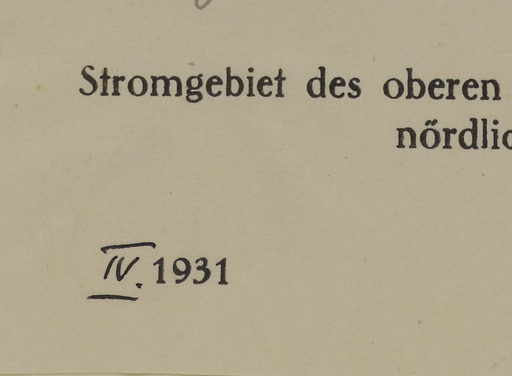 Stromgebiet des oberen
nördlic
IV. 1931